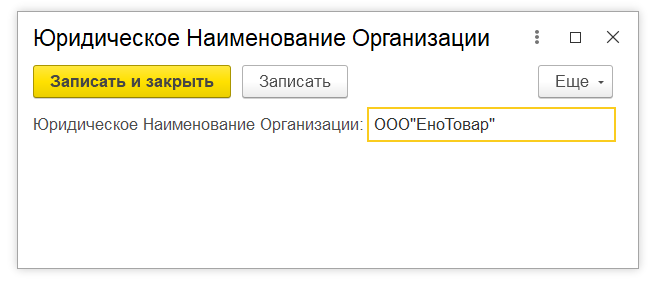 Юридическое Наименование Организации
Записать и закрыть Записать Еще
Юридическое Наименование Организации: ООО"ЕноТовар"